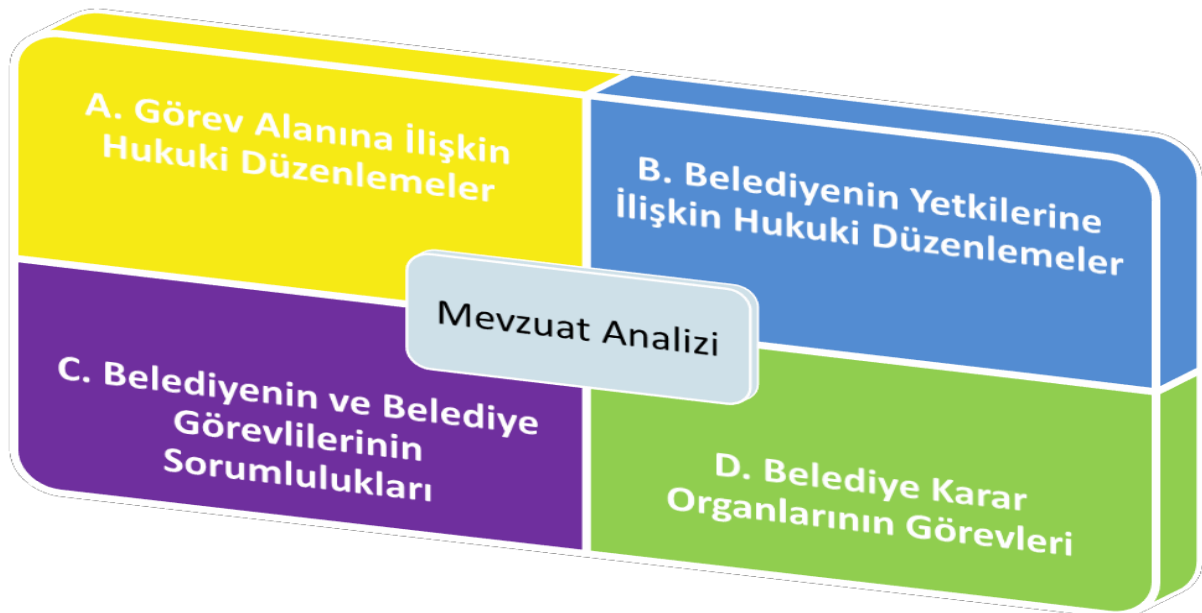 A. Görev Alanına İlişkin
Hukuki Düzenlemeler
B. Belediyenin Yetkilerine
İlişkin Hukuki Düzenlemeler
Mevzuat Analizi
C. Belediyenin ve Belediye
Görevlilerinin
Sorumlulukları
D. Belediye Karar
Organlarının Görevleri